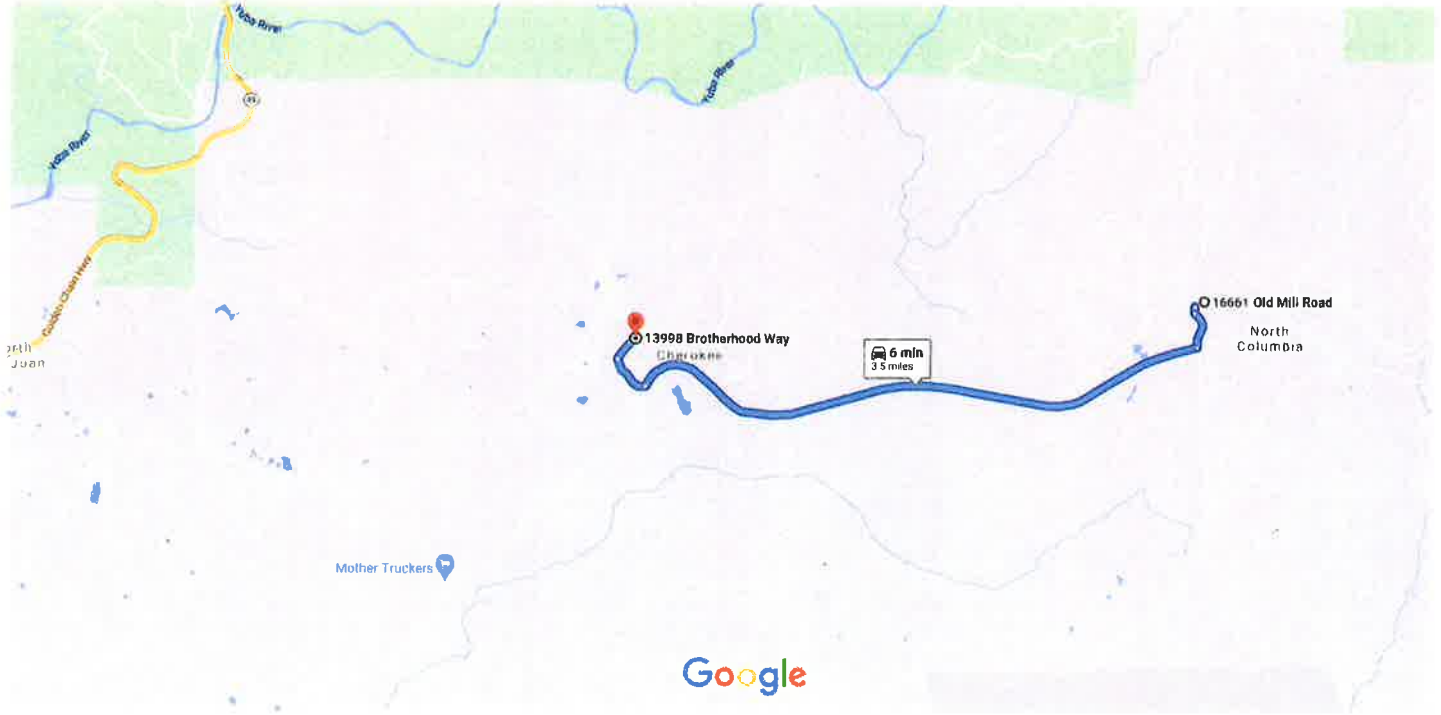 Yuba River
Yuba River
49
Yuba River
Golden Chain Hwy
Juan
16661 Old Mill Road
North
Columbia
13998 Brotherhood Way
Cherokee
6 min
3.5 miles
Mother Truckers
Google